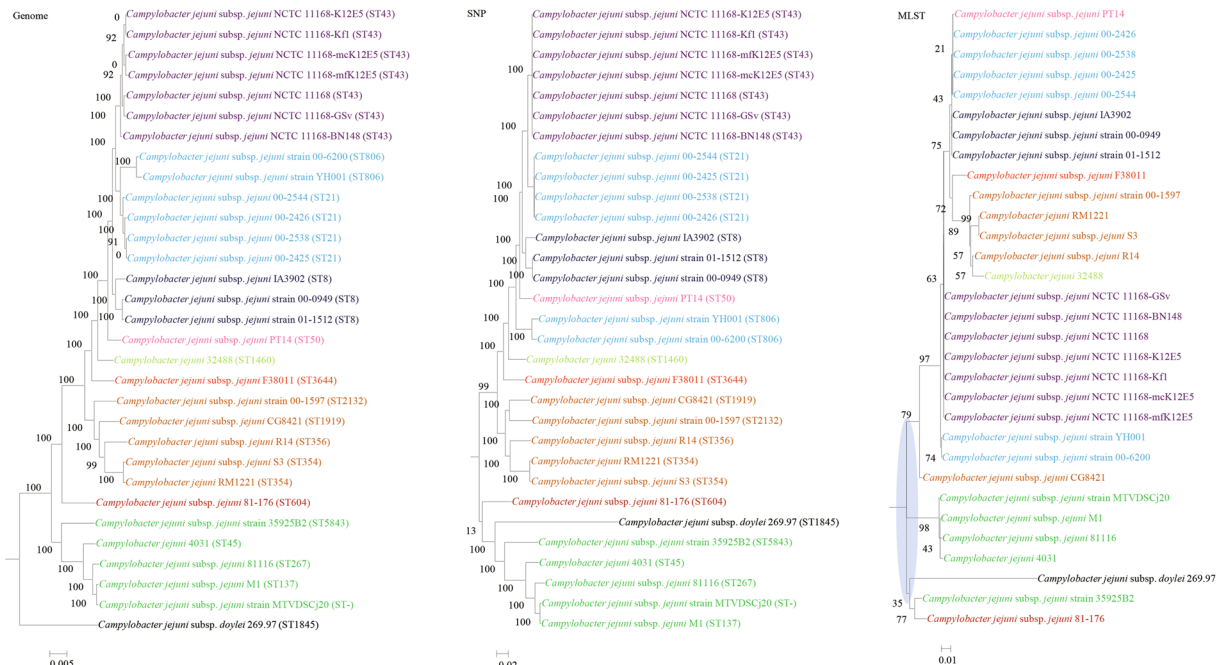 Genome
Campylobacter jejuni subsp. jejuni NCTC 11168-K12E5 (ST43)
Campylobacter jejuni subsp. jejuni NCTC 11168-Kf1 (ST43)
Campylobacter jejuni subsp. jejuni NCTC 11168-mcK12E5 (ST43)
Campylobacter jejuni subsp. jejuni NCTC 11168-mfK12E5 (ST43)
Campylobacter jejuni subsp. jejuni NCTC 11168 (ST43)
Campylobacter jejuni subsp. jejuni NCTC 11168-GSv (ST43)
Campylobacter jejuni subsp. jejuni NCTC 11168-BN148 (ST43)
Campylobacter jejuni subsp. jejuni strain 00-6200 (ST806)
Campylobacter jejuni subsp. jejuni strain YH001 (ST806)
Campylobacter jejuni subsp. jejuni 00-2544 (ST21)
Campylobacter jejuni subsp. jejuni 00-2426 (ST21)
Campylobacter jejuni subsp. jejuni 00-2538 (ST21)
Campylobacter jejuni subsp. jejuni 00-2425 (ST21)
Campylobacter jejuni subsp. jejuni IA3902 (ST8)
Campylobacter jejuni subsp. jejuni strain 00-0949 (ST8)
Campylobacter jejuni subsp. jejuni strain 01-1512 (ST8)
Campylobacter jejuni subsp. jejuni PT14 (ST50)
Campylobacter jejuni 32488 (ST1460)
Campylobacter jejuni subsp. jejuni F38011 (ST3644)
Campylobacter jejuni subsp. jejuni strain 00-1597 (ST2132)
Campylobacter jejuni subsp. jejuni CG8421 (ST1919)
Campylobacter jejuni subsp. jejuni R14 (ST356)
Campylobacter jejuni subsp. jejuni S3 (ST354)
Campylobacter jejuni subsp. jejuni RM1221 (ST354)
Campylobacter jejuni subsp. jejuni 81-176 (ST604)
Campylobacter jejuni subsp. jejuni strain 35925B2 (ST5843)
Campylobacter jejuni 4031 (ST45)
Campylobacter jejuni subsp. jejuni 81116 (ST267)
Campylobacter jejuni subsp. jejuni M1 (ST137)
Campylobacter jejuni subsp. jejuni strain MTVDSCj20 (ST-)
Campylobacter jejuni subsp. doylei 269.97 (ST1845)
0
92
0
92
100
100
100
100
100
100
91
0
100
100
100
100
100
100
100
100
99
100
100
100
100
100
0.005
SNP
Campylobacter jejuni subsp. jejuni NCTC 11168-K12E5 (ST43)
Campylobacter jejuni subsp. jejuni NCTC 11168-Kf1 (ST43)
Campylobacter jejuni subsp. jejuni NCTC 11168-mfK12E5 (ST43)
Campylobacter jejuni subsp. jejuni NCTC 11168-mcK12E5 (ST43)
Campylobacter jejuni subsp. jejuni NCTC 11168 (ST43)
Campylobacter jejuni subsp. jejuni NCTC 11168-GSv (ST43)
Campylobacter jejuni subsp. jejuni NCTC 11168-BN148 (ST43)
Campylobacter jejuni subsp. jejuni 00-2544 (ST21)
Campylobacter jejuni subsp. jejuni 00-2425 (ST21)
Campylobacter jejuni subsp. jejuni 00-2538 (ST21)
Campylobacter jejuni subsp. jejuni 00-2426 (ST21)
Campylobacter jejuni subsp. jejuni IA3902 (ST8)
Campylobacter jejuni subsp. jejuni strain 01-1512 (ST8)
Campylobacter jejuni subsp. jejuni strain 00-0949 (ST8)
Campylobacter jejuni subsp. jejuni PT14 (ST50)
Campylobacter jejuni subsp. jejuni strain YH001 (ST806)
Campylobacter jejuni subsp. jejuni strain 00-6200 (ST806)
Campylobacter jejuni 32488 (ST1460)
Campylobacter jejuni subsp. jejuni F38011 (ST3644)
Campylobacter jejuni subsp. jejuni CG8421 (ST1919)
Campylobacter jejuni subsp. jejuni strain 00-1597 (ST2132)
Campylobacter jejuni subsp. jejuni R14 (ST356)
Campylobacter jejuni subsp. jejuni RM1221 (ST354)
Campylobacter jejuni subsp. jejuni S3 (ST354)
Campylobacter jejuni subsp. jejuni 81-176 (ST604)
Campylobacter jejuni subsp. doylei 269.97 (ST1845)
Campylobacter jejuni subsp. jejuni strain 35925B2 (ST5843)
Campylobacter jejuni 4031 (ST45)
Campylobacter jejuni subsp. jejuni 81116 (ST267)
Campylobacter jejuni subsp. jejuni strain MTVDSCj20 (ST-)
Campylobacter jejuni subsp. jejuni M1 (ST137)
100
100
100
100
100
100
100
100
100
99
100
100
100
100
13
100
100
100
100
0.02
MLST
Campylobacter jejuni subsp. jejuni PT14
Campylobacter jejuni subsp. jejuni 00-2426
Campylobacter jejuni subsp. jejuni 00-2538
Campylobacter jejuni subsp. jejuni 00-2425
Campylobacter jejuni subsp. jejuni 00-2544
Campylobacter jejuni subsp. jejuni IA3902
Campylobacter jejuni subsp. jejuni strain 00-0949
Campylobacter jejuni subsp. jejuni strain 01-1512
Campylobacter jejuni subsp. jejuni F38011
Campylobacter jejuni subsp. jejuni strain 00-1597
Campylobacter jejuni RM1221
Campylobacter jejuni subsp. jejuni S3
Campylobacter jejuni subsp. jejuni R14
Campylobacter jejuni 32488
Campylobacter jejuni subsp. jejuni NCTC 11168-GSv
Campylobacter jejuni subsp. jejuni NCTC 11168-BN148
Campylobacter jejuni subsp. jejuni NCTC 11168
Campylobacter jejuni subsp. jejuni NCTC 11168-K12E5
Campylobacter jejuni subsp. jejuni NCTC 11168-Kf1
Campylobacter jejuni subsp. jejuni NCTC 11168-mcK12E5
Campylobacter jejuni subsp. jejuni NCTC 11168-mfK12E5
Campylobacter jejuni subsp. jejuni strain YH001
Campylobacter jejuni subsp. jejuni strain 00-6200
Campylobacter jejuni subsp. jejuni CG8421
Campylobacter jejuni subsp. jejuni strain MTVDSCj20
Campylobacter jejuni subsp. jejuni M1
Campylobacter jejuni subsp. jejuni 81116
Campylobacter jejuni 4031
Campylobacter jejuni subsp. doylei 269.97
Campylobacter jejuni subsp. jejuni strain 35925B2
Campylobacter jejuni subsp. jejuni 81-176
21
43
75
72
99
89
57
57
63
97
79
74
98
43
35
77
0.01